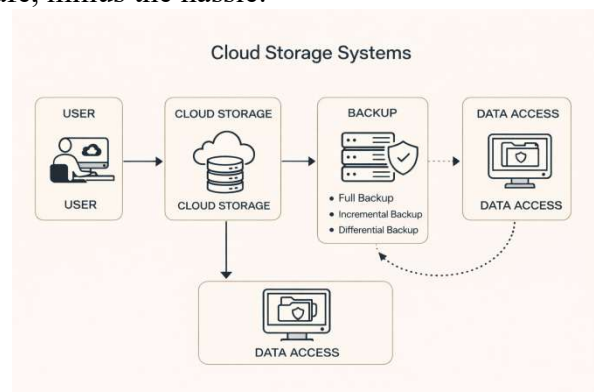 minus the hassle.
Cloud Storage Systems
USER
USER
CLOUD STORAGE
CLOUD STORAGE
BACKUP
• Full Backup
• Incremental Backup
• Differential Backup
DATA ACCESS
DATA ACCESS
DATA ACCESS